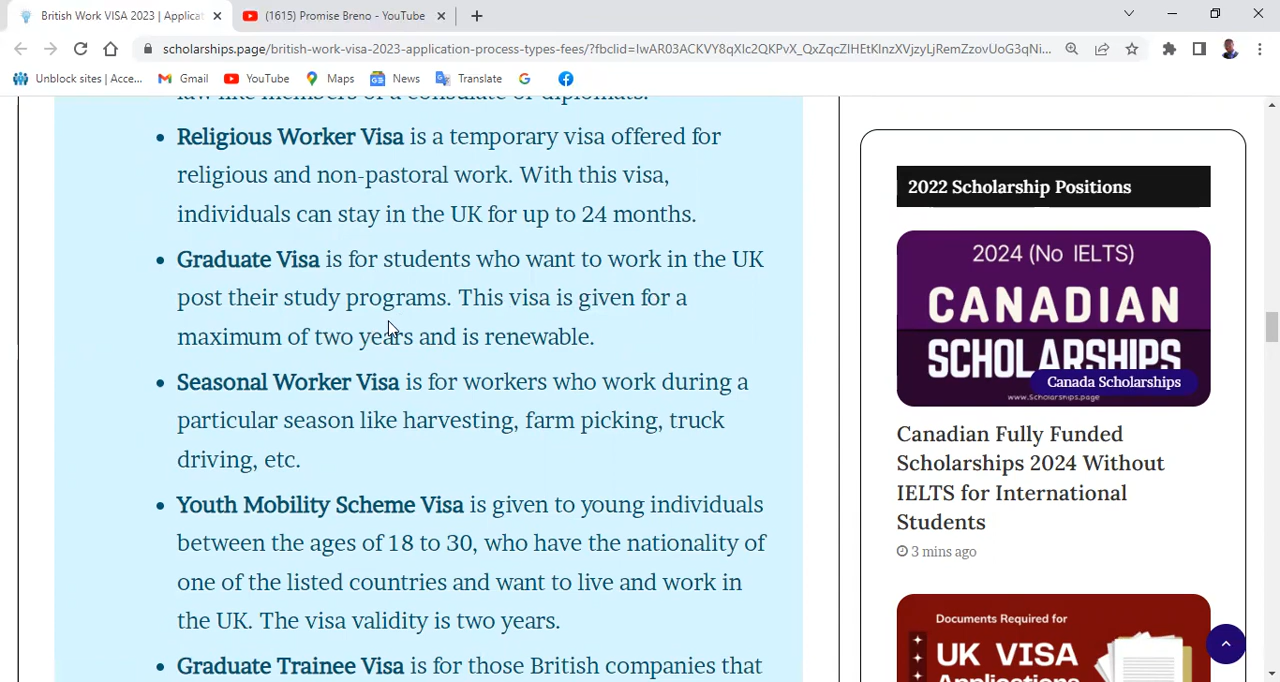 British Work VISA 2023 | Applicat
(1615) Promise Breno - YouTube
scholarships.page/british-work-visa-2023-application-process-types-fees/?fbclid=IwAR03ACKVY8qXIc2QKPvX_QxZqcZIHEtKlnzXVjzyLjRemZzovUoG3qNi...
Unblock sites | Acce... Gmail YouTube Maps News Translate
law like members of a consulate or diplomats.
• Religious Worker Visa is a temporary visa offered for
religious and non-pastoral work. With this visa,
individuals can stay in the UK for up to 24 months.
• Graduate Visa is for students who want to work in the UK
post their study programs. This visa is given for a
maximum of two years and is renewable.
• Seasonal Worker Visa is for workers who work during a
particular season like harvesting, farm picking, truck
driving, etc.
• Youth Mobility Scheme Visa is given to young individuals
between the ages of 18 to 30, who have the nationality of
one of the listed countries and want to live and work in
the UK. The visa validity is two years.
• Graduate Trainee Visa is for those British companies that
2022 Scholarship Positions
2024 (No IELTS)
CANADIAN
SCHOLARSHIPS
Canada Scholarships
www.Scholarships.page
Canadian Fully Funded
Scholarships 2024 Without
IELTS for International
Students
3 mins ago
Documents Required for
UK VISA
Applications